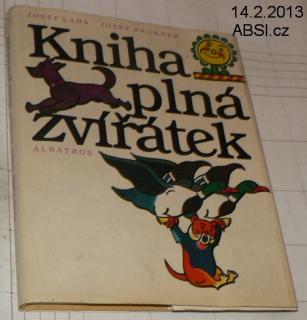 14.2.2013
ABSI.cz
JOSEF LADA JOSEF BRUKNER
Kniha
plná
zvířátek
ALBATROS